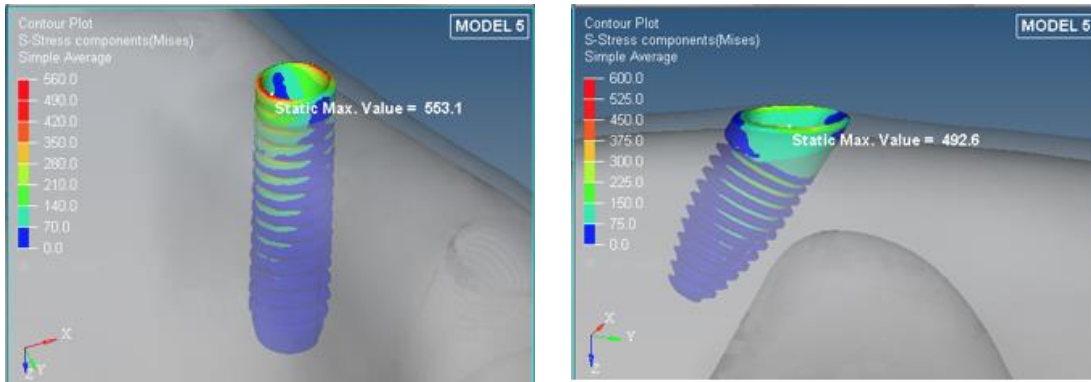 Contour Plot
S-Stress components(Mises)
Simple Average
560.0
490.0
420.0
350.0
280.0
210.0
140.0
70.0
0.0
MODEL 5
Static Max. Value = 553.1
X
Y
Z
Contour Plot
S-Stress components(Mises)
Simple Average
600.0
525.0
450.0
375.0
300.0
225.0
150.0
75.0
0.0
MODEL 5
Static Max. Value = 492.6
X
Y
Z